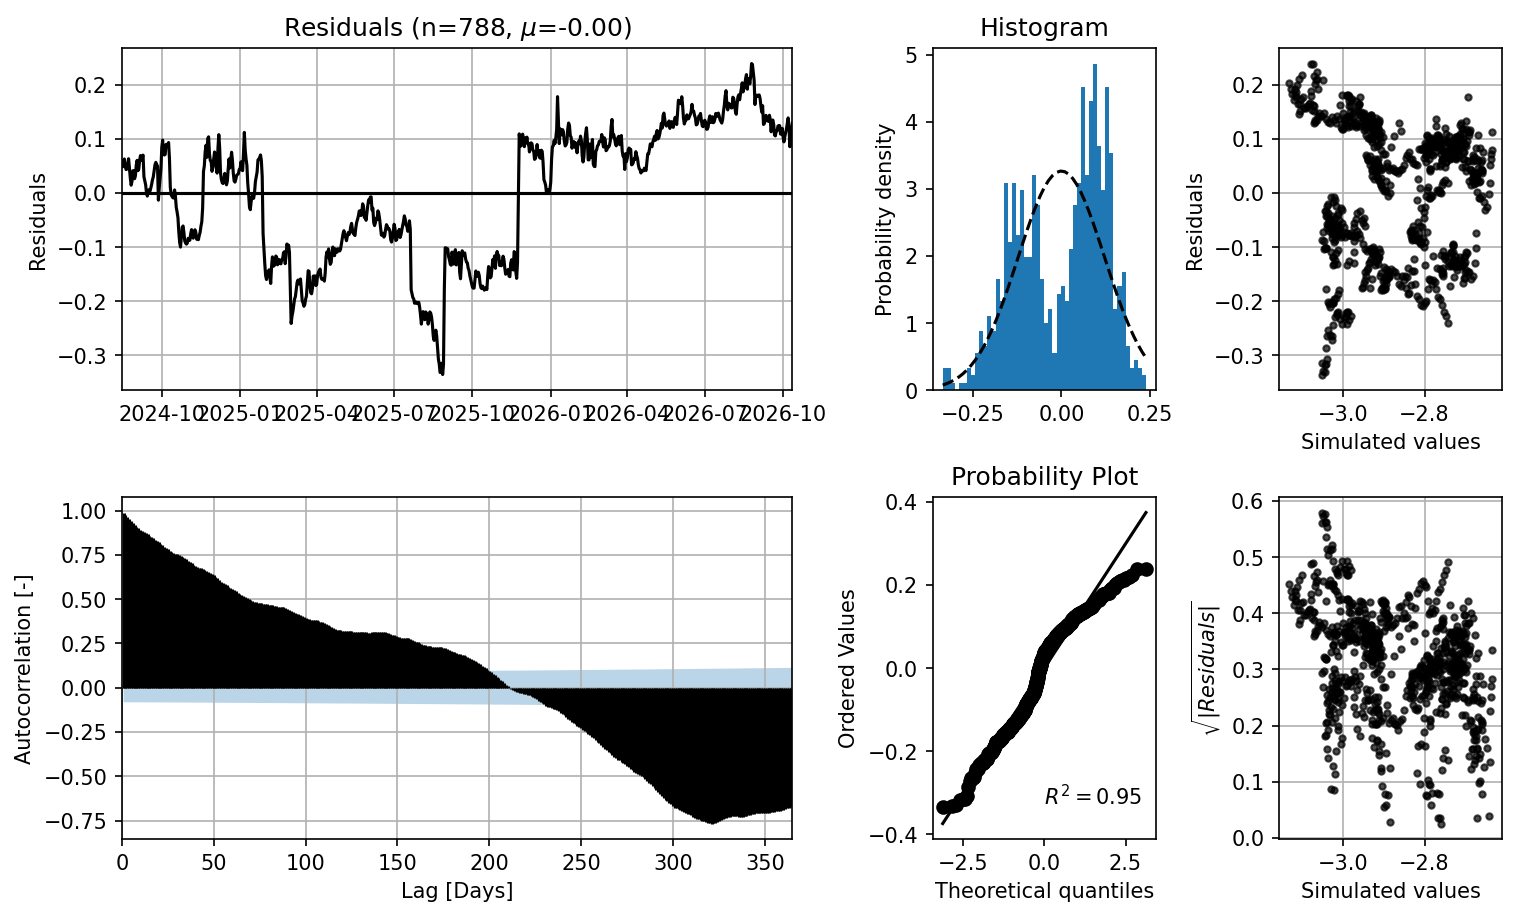 Residuals (n=788, μ=-0.00)
Residuals
0.2
0.1
0.0
−0.1
−0.2
−0.3
2024-10 2025-01 2025-04 2025-07 2025-10 2026-01 2026-04 2026-07 2026-10
Histogram
Probability density
5
4
3
2
1
0
−0.25 0.00 0.25
Residuals
0.2
0.1
0.0
−0.1
−0.2
−0.3
−3.0 −2.8
Simulated values
Autocorrelation [-]
1.00
0.75
0.50
0.25
0.00
−0.25
−0.50
−0.75
0 50 100 150 200 250 300 350
Lag [Days]
Probability Plot
Ordered Values
0.4
0.2
0.0
−0.2
−0.4
R² = 0.95
−2.5 0.0 2.5
Theoretical quantiles
√|Residuals|
0.6
0.5
0.4
0.3
0.2
0.1
0.0
−3.0 −2.8
Simulated values